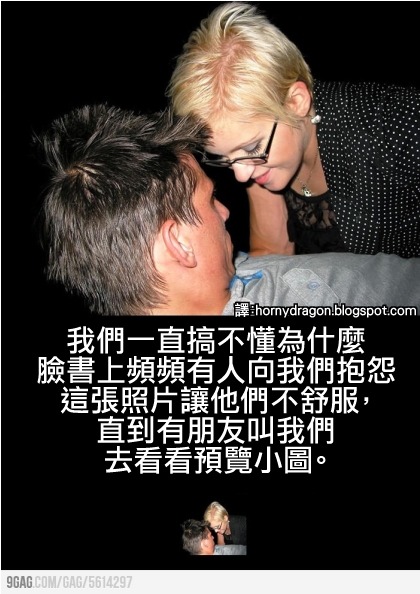 譯:hornydragon.blogspot.com
我們一直搞不懂為什麼
臉書上頻頻有人向我們抱怨
這張照片讓他們不舒服,
直到有朋友叫我們
去看看預覽小圖。
9GAG.COM/GAG/5614297